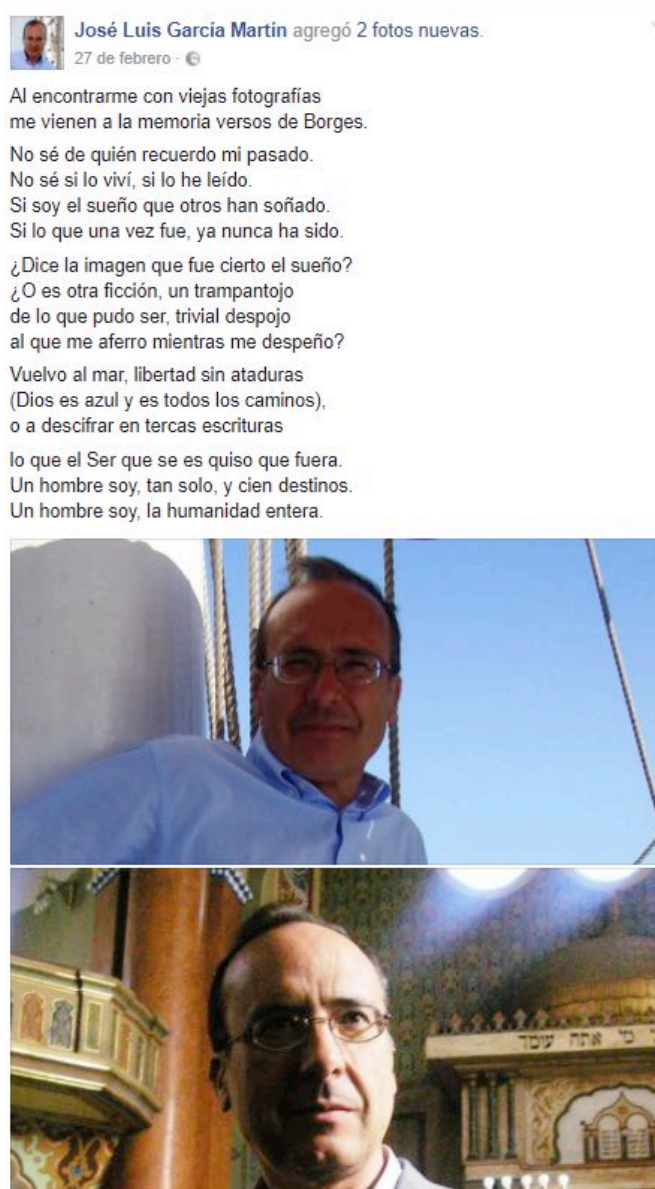 José Luis García Martín agregó 2 fotos nuevas.
27 de febrero ·
Al encontrarme con viejas fotografías
me vienen a la memoria versos de Borges.
No sé de quién recuerdo mi pasado.
No sé si lo viví, si lo he leído.
Si soy el sueño que otros han soñado.
Si lo que una vez fue, ya nunca ha sido.
¿Dice la imagen que fue cierto el sueño?
¿O es otra ficción, un trampantojo
de lo que pudo ser, trivial despojo
al que me aferro mientras me despeño?
Vuelvo al mar, libertad sin ataduras
(Dios es azul y es todos los caminos),
o a descifrar en tercas escrituras
lo que el Ser que se es quiso que fuera.
Un hombre soy, tan solo, y cien destinos.
Un hombre soy, la humanidad entera.
מי אתה עומד